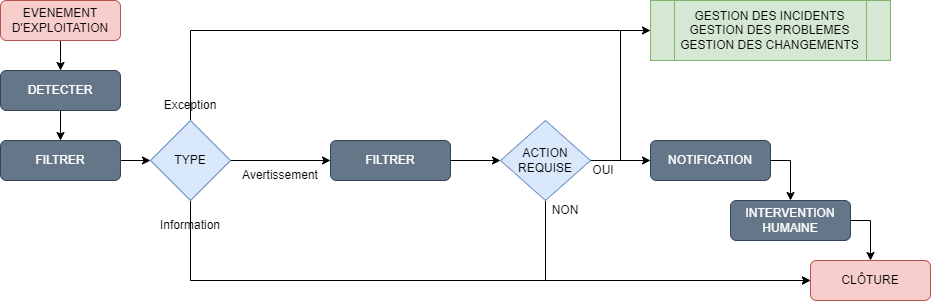 EVENEMENT
D'EXPLOITATION
GESTION DES INCIDENTS
GESTION DES PROBLEMES
GESTION DES CHANGEMENTS
DETECTER
Exception
FILTRER
TYPE
Avertissement
FILTRER
ACTION
REQUISE
OUI
NOTIFICATION
Information
NON
INTERVENTION
HUMAINE
CLÔTURE